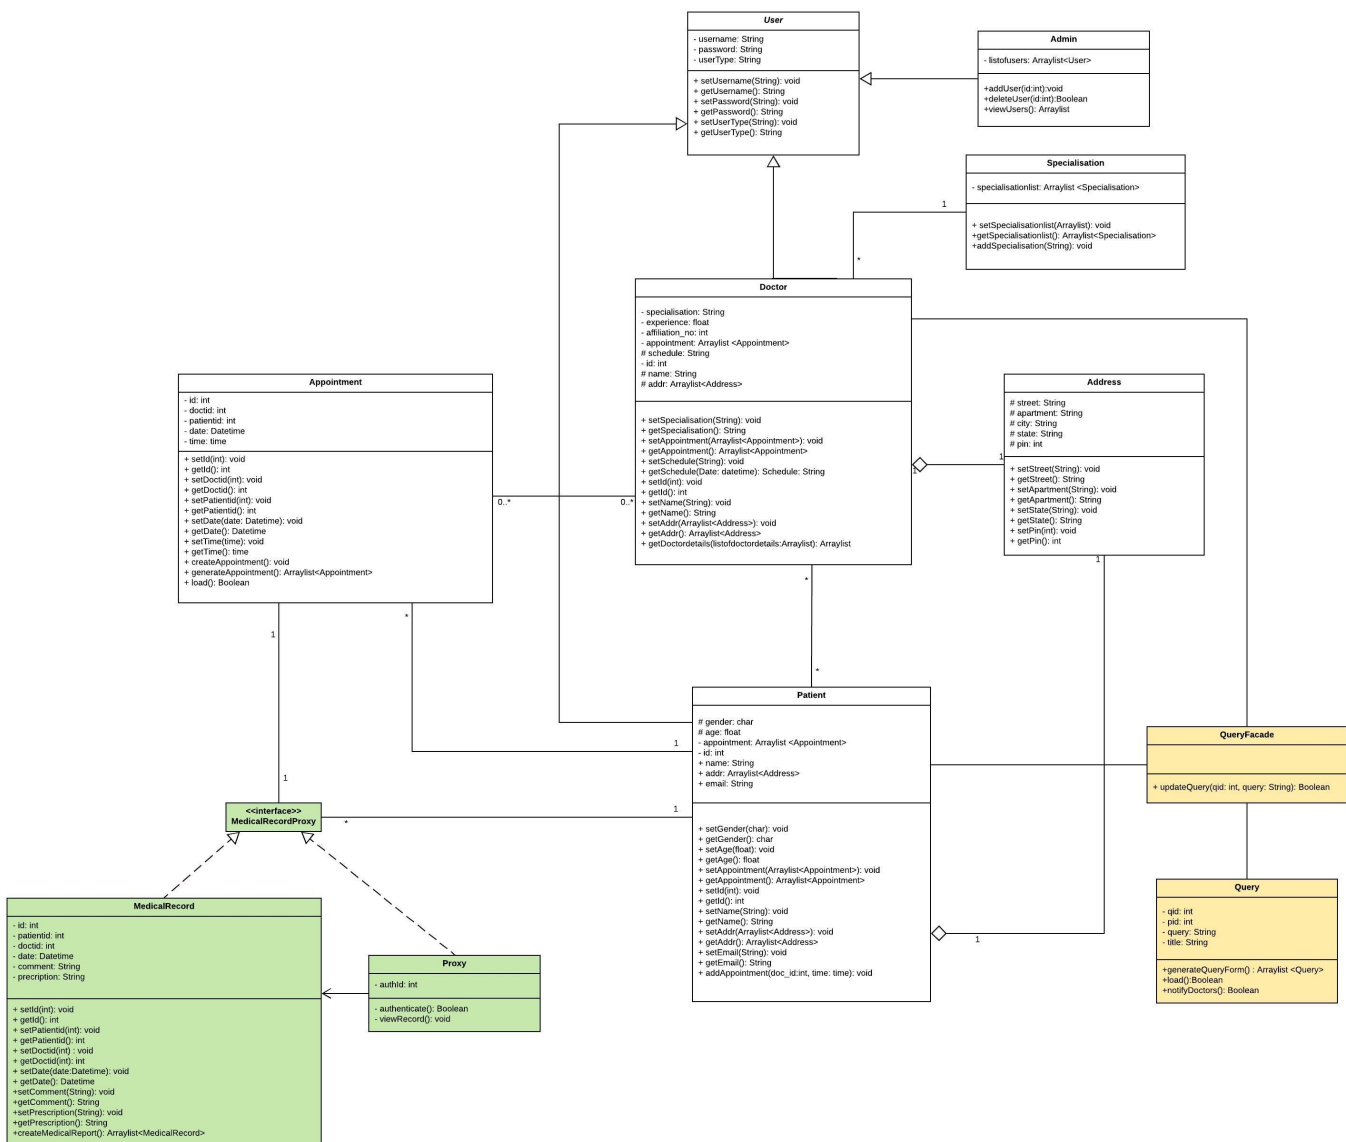 User
- username: String
- password: String
- userType: String
+ setUsername(String): void
+ getUsername(): String
+ setPassword(String): void
+ getPassword(): String
+ setUserType(String): void
+ getUserType(): String
Admin
- listofusers: Arraylist<User>
+addUser(id:int):void
+deleteUser(id:int):Boolean
+viewUsers(): Arraylist
Specialisation
- specialisationlist: Arraylist <Specialisation>
+ setSpecialisationlist(Arraylist): void
+getSpecialisationlist(): Arraylist<Specialisation>
+addSpecialisation(String): void
1
*
Doctor
- specialisation: String
- experience: float
- affiliation_no: int
- appointment: Arraylist <Appointment>
# schedule: String
- id: int
# name: String
# addr: Arraylist<Address>
+ setSpecialisation(String): void
+ getSpecialisation(): String
+ setAppointment(Arraylist<Appointment>): void
+ getAppointment(): Arraylist<Appointment>
+ setSchedule(String): void
+ getSchedule(Date: datetime): Schedule: String
+ setId(int): void
+ getId(): int
+ setName(String): void
+ getName(): String
+ setAddr(Arraylist<Address>): void
+ getAddr(): Arraylist<Address>
+ getDoctordetails(listofdoctordetails:Arraylist): Arraylist
Appointment
- id: int
- doctid: int
- patientid: int
- date: Datetime
- time: time
+ setId(int): void
+ getId(): int
+ setDoctid(int): void
+ getDoctid(): int
+ setPatientid(int): void
+ getPatientid(): int
+ setDate(date: Datetime): void
+ getDate(): Datetime
+ setTime(time): void
+ getTime(): time
+ createAppointment(): void
+ generateAppointment(): Arraylist<Appointment>
+ load(): Boolean
0..*
0..*
Address
# street: String
# apartment: String
# city: String
# state: String
# pin: int
+ setStreet(String): void
+ getStreet(): String
+ setApartment(String): void
+ getApartment(): String
+ setState(String): void
+ getState(): String
+ setPin(int): void
+ getPin(): int
1
1
1
1
*
*
*
1
1
1
*
1
Patient
# gender: char
# age: float
- appointment: Arraylist <Appointment>
- id: int
+ name: String
+ addr: Arraylist<Address>
+ email: String
+ setGender(char): void
+ getGender(): char
+ setAge(float): void
+ getAge(): float
+ setAppointment(Arraylist<Appointment>): void
+ getAppointment(): Arraylist<Appointment>
+ setId(int): void
+ getId(): int
+ setName(String): void
+ getName(): String
+ setAddr(Arraylist<Address>): void
+ getAddr(): Arraylist<Address>
+ setEmail(String): void
+ getEmail(): String
+ addAppointment(doc_id:int, time: time): void
QueryFacade
+ updateQuery(qid: int, query: String): Boolean
Query
- qid: int
- pid: int
- query: String
- title: String
+generateQueryForm() : Arraylist <Query>
+load():Boolean
+notifyDoctors(): Boolean
<<interface>>
MedicalRecordProxy
MedicalRecord
- id: int
- patientid: int
- doctid: int
- date: Datetime
- comment: String
- precription: String
+ setId(int): void
+ getId(): int
+ setPatientid(int): void
+ getPatientid(): int
+ setDoctid(int) : void
+ getDoctid(int): int
+ setDate(date:Datetime): void
+ getDate(): Datetime
+setComment(String): void
+getComment(): String
+setPrescription(String): void
+getPrescription(): String
+createMedicalReport(): Arraylist<MedicalRecord>
Proxy
- authId: int
- authenticate(): Boolean
- viewRecord(): void